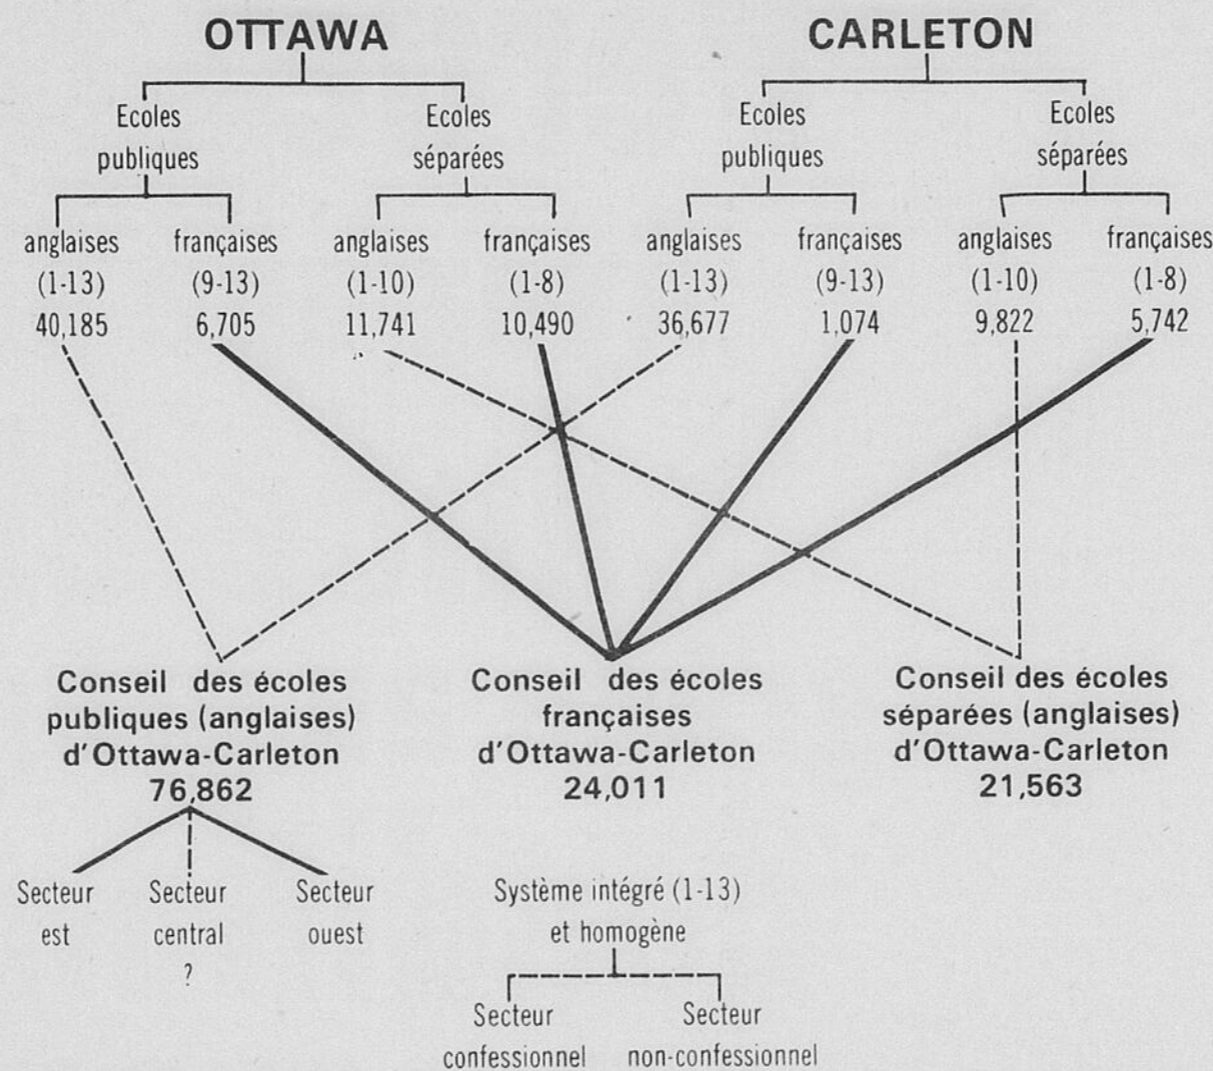 OTTAWA
CARLETON
Ecoles
publiques
Ecoles
séparées
Ecoles
publiques
Ecoles
séparées
anglaises
(1-13)
40,185
françaises
(9-13)
6,705
anglaises
(1-10)
11,741
françaises
(1-8)
10,490
anglaises
(1-13)
36,677
françaises
(9-13)
1,074
anglaises
(1-10)
9,822
françaises
(1-8)
5,742
Conseil des écoles
publiques (anglaises)
d'Ottawa-Carleton
76,862
Conseil des écoles
françaises
d'Ottawa-Carleton
24,011
Conseil des écoles
séparées (anglaises)
d'Ottawa-Carleton
21,563
Secteur
est
Secteur
central
?
Secteur
ouest
Système intégré (1-13)
et homogène
Secteur
confessionnel
Secteur
non-confessionnel